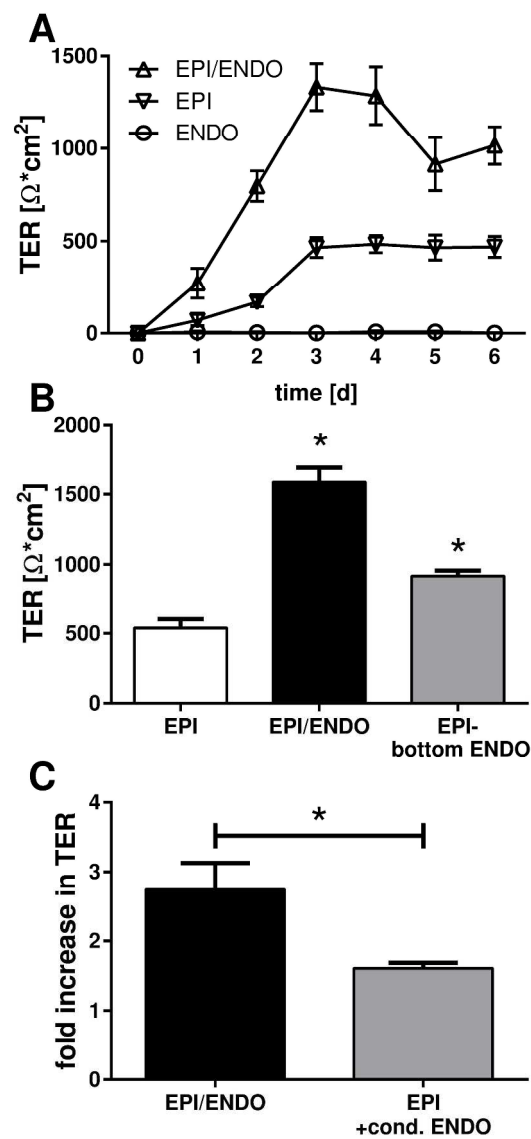 A
TER [Ω*cm²]
1500
1000
500
0
EPI/ENDO
EPI
ENDO
0 1 2 3 4 5 6
time [d]
B
TER [Ω*cm²]
2000
1500
1000
500
0
*
*
EPI
EPI/ENDO
EPI-
bottom ENDO
C
fold increase in TER
4
3
2
1
0
*
EPI/ENDO
EPI
+cond. ENDO